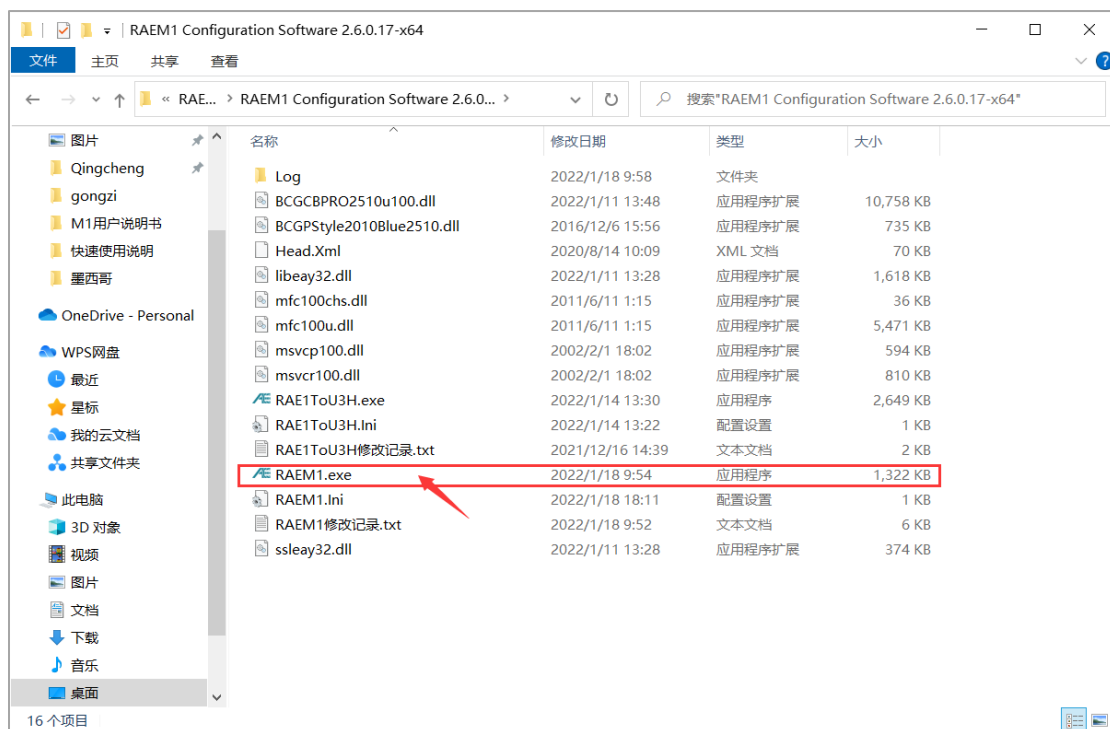 RAEM1 Configuration Software 2.6.0.17-x64
文件 主页 共享 查看
« RAE... › RAEM1 Configuration Software 2.6.0... › 搜索"RAEM1 Configuration Software 2.6.0.17-x64"
图片
Qingcheng
gongzi
M1用户说明书
快速使用说明
墨西哥
OneDrive - Personal
WPS网盘
最近
星标
我的云文档
共享文件夹
此电脑
3D 对象
视频
图片
文档
下载
音乐
桌面
名称 修改日期 类型 大小
Log 2022/1/18 9:58 文件夹
BCGCBPRO2510u100.dll 2022/1/11 13:48 应用程序扩展 10,758 KB
BCGPStyle2010Blue2510.dll 2016/12/6 15:56 应用程序扩展 735 KB
Head.Xml 2020/8/14 10:09 XML 文档 70 KB
libeay32.dll 2022/1/11 13:28 应用程序扩展 1,618 KB
mfc100chs.dll 2011/6/11 1:15 应用程序扩展 36 KB
mfc100u.dll 2011/6/11 1:15 应用程序扩展 5,471 KB
msvcp100.dll 2002/2/1 18:02 应用程序扩展 594 KB
msvcr100.dll 2002/2/1 18:02 应用程序扩展 810 KB
RAE1ToU3H.exe 2022/1/14 13:30 应用程序 2,649 KB
RAE1ToU3H.Ini 2022/1/14 13:22 配置设置 1 KB
RAE1ToU3H修改记录.txt 2021/12/16 14:39 文本文档 2 KB
RAEM1.exe 2022/1/18 9:54 应用程序 1,322 KB
RAEM1.Ini 2022/1/18 18:11 配置设置 1 KB
RAEM1修改记录.txt 2022/1/18 9:52 文本文档 6 KB
ssleay32.dll 2022/1/11 13:28 应用程序扩展 374 KB
16 个项目